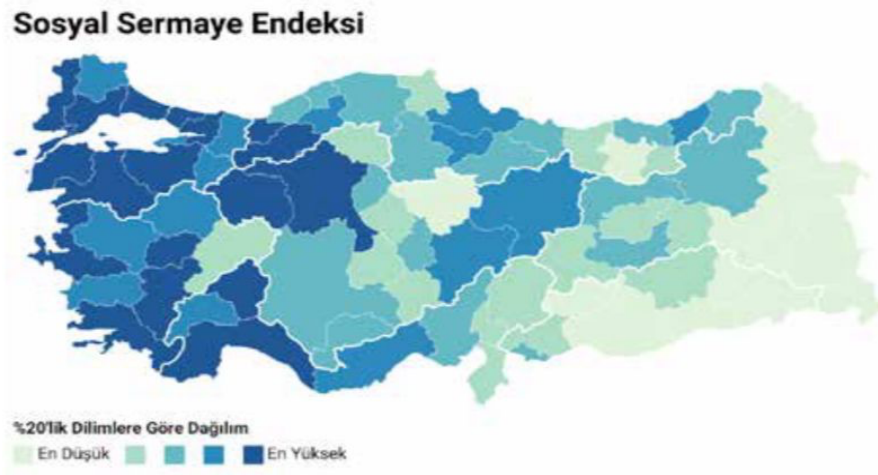 Sosyal Sermaye Endeksi
%20'lik Dilimlere Göre Dağılım
En Düşük En Yüksek